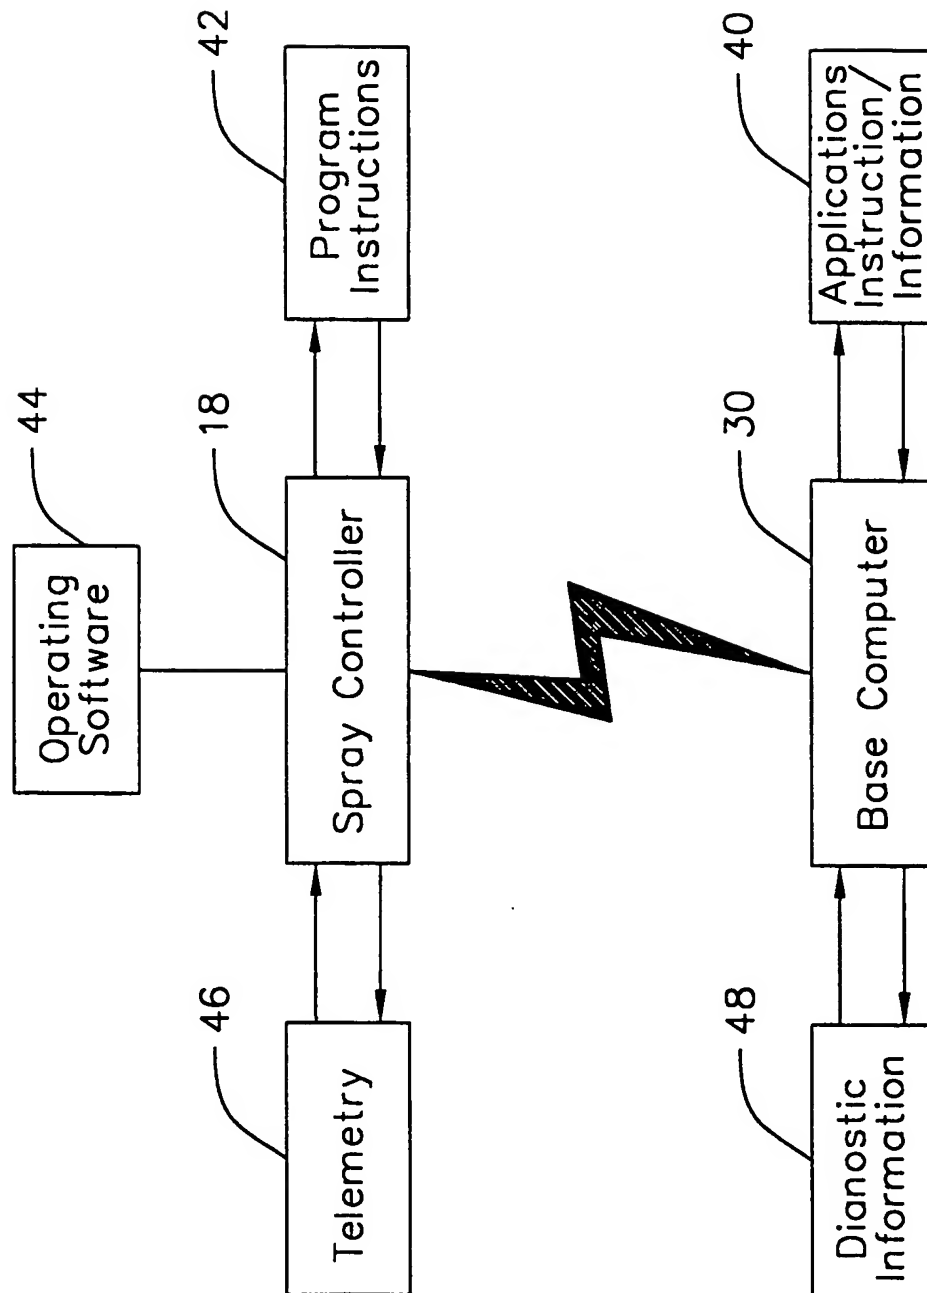 Operating
Software
44
46
18
42
Telemetry
Spray Controller
Program
Instructions
48
30
40
Dianostic
Information
Base Computer
Applications
Instruction/
Information